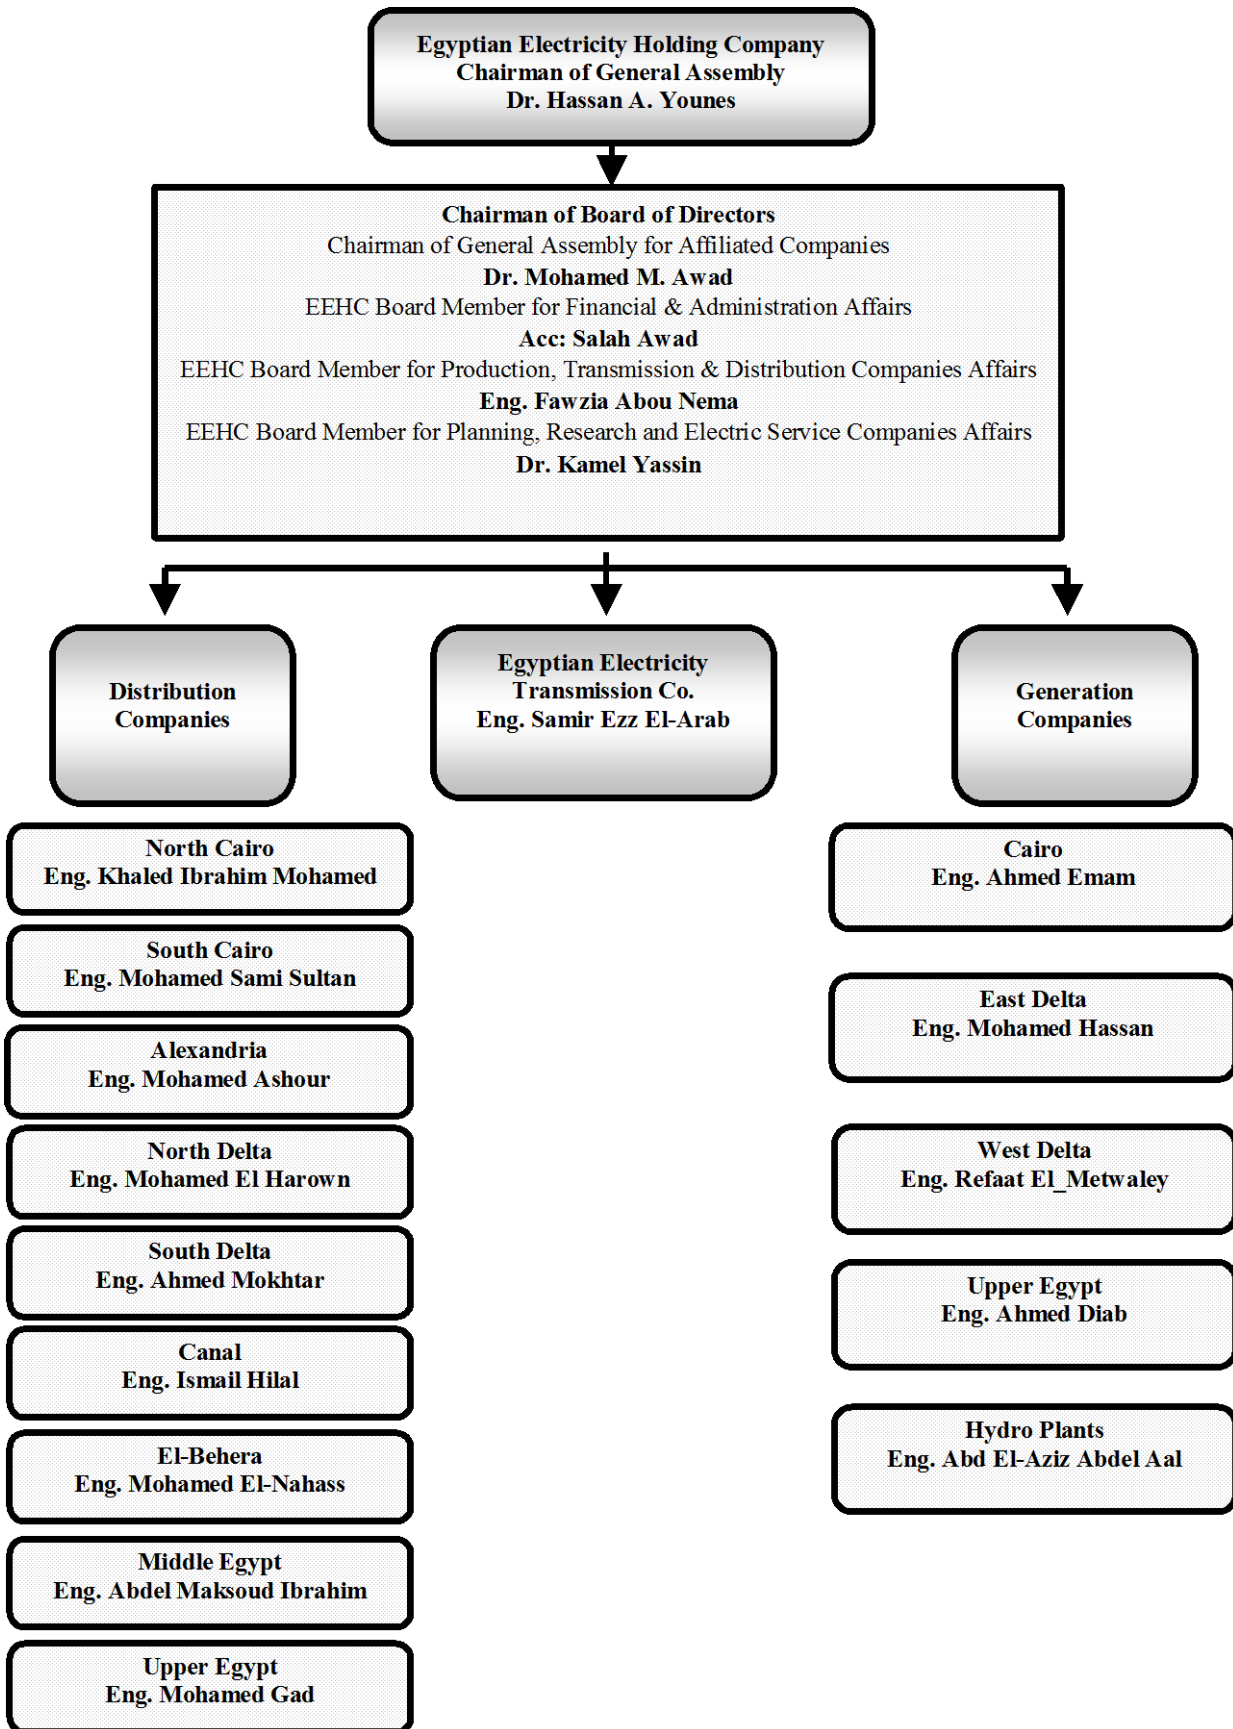 Egyptian Electricity Holding Company
Chairman of General Assembly
Dr. Hassan A. Younes
Chairman of Board of Directors
Chairman of General Assembly for Affiliated Companies
Dr. Mohamed M. Awad
EEHC Board Member for Financial & Administration Affairs
Acc: Salah Awad
EEHC Board Member for Production, Transmission & Distribution Companies Affairs
Eng. Fawzia Abou Nema
EEHC Board Member for Planning, Research and Electric Service Companies Affairs
Dr. Kamel Yassin
Distribution
Companies
Egyptian Electricity
Transmission Co.
Eng. Samir Ezz El-Arab
Generation
Companies
North Cairo
Eng. Khaled Ibrahim Mohamed
South Cairo
Eng. Mohamed Sami Sultan
Alexandria
Eng. Mohamed Ashour
North Delta
Eng. Mohamed El Harown
South Delta
Eng. Ahmed Mokhtar
Canal
Eng. Ismail Hilal
El-Behera
Eng. Mohamed El-Nahass
Middle Egypt
Eng. Abdel Maksoud Ibrahim
Upper Egypt
Eng. Mohamed Gad
Cairo
Eng. Ahmed Emam
East Delta
Eng. Mohamed Hassan
West Delta
Eng. Refaat El_Metwaley
Upper Egypt
Eng. Ahmed Diab
Hydro Plants
Eng. Abd El-Aziz Abdel Aal